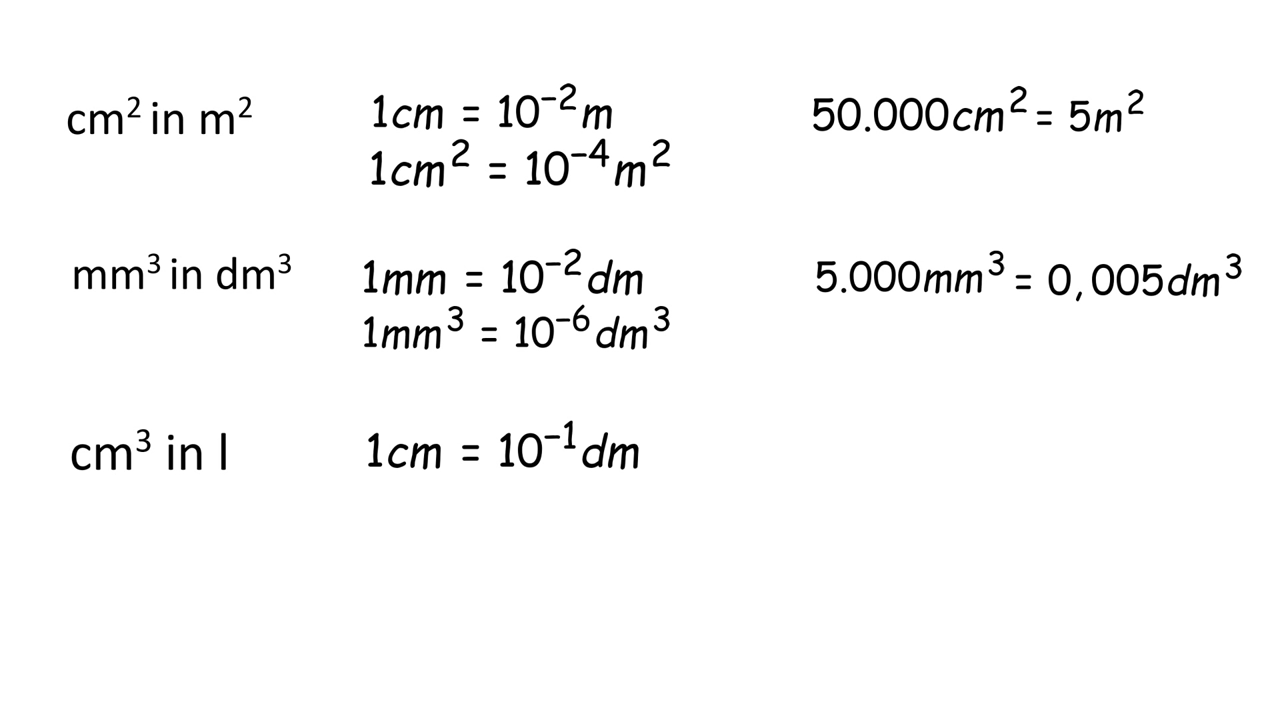 cm² in m² 1cm = 10⁻²m 50.000cm² = 5m²
1cm² = 10⁻⁴m²
mm³ in dm³ 1mm = 10⁻²dm 5.000mm³ = 0,005dm³
1mm³ = 10⁻⁶dm³
cm³ in l 1cm = 10⁻¹dm